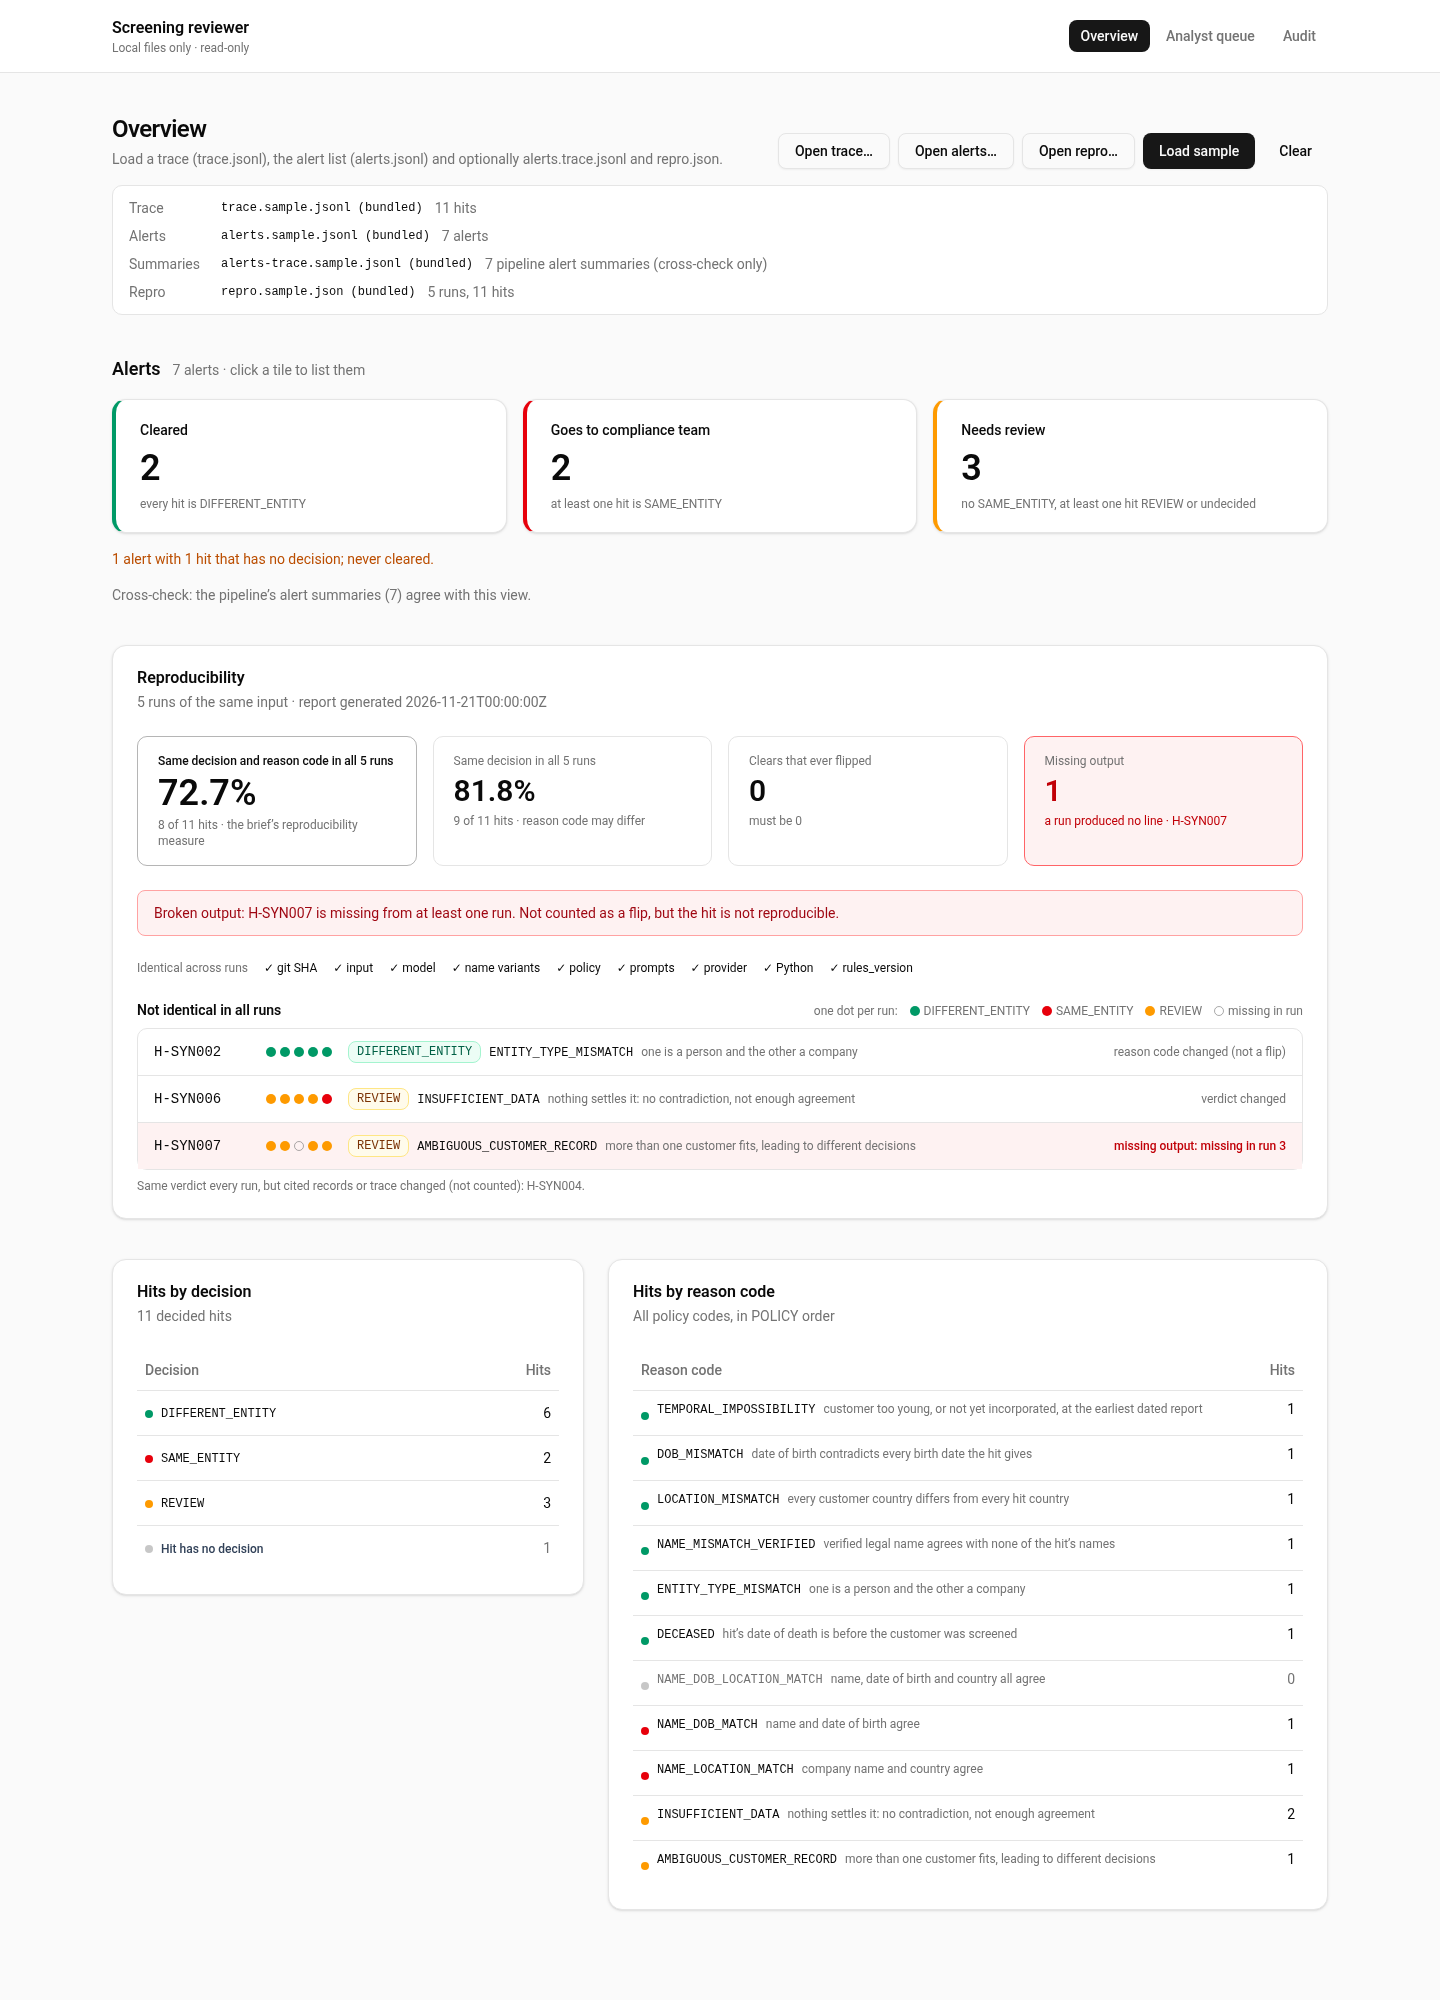 Screening reviewer
Local files only · read-only
Overview
Analyst queue
Audit
Overview
Load a trace (trace.jsonl), the alert list (alerts.jsonl) and optionally alerts.trace.jsonl and repro.json.
Open trace...
Open alerts...
Open repro...
Load sample
Clear
Trace trace.sample.jsonl (bundled) 11 hits
Alerts alerts.sample.jsonl (bundled) 7 alerts
Summaries alerts-trace.sample.jsonl (bundled) 7 pipeline alert summaries (cross-check only)
Repro repro.sample.json (bundled) 5 runs, 11 hits
Alerts 7 alerts · click a tile to list them
Cleared
2
every hit is DIFFERENT_ENTITY
Goes to compliance team
2
at least one hit is SAME_ENTITY
Needs review
3
no SAME_ENTITY, at least one hit REVIEW or undecided
1 alert with 1 hit that has no decision; never cleared.
Cross-check: the pipeline's alert summaries (7) agree with this view.
Reproducibility
5 runs of the same input · report generated 2026-11-21T00:00:00Z
Same decision and reason code in all 5 runs
72.7%
8 of 11 hits · the brief's reproducibility
measure
Same decision in all 5 runs
81.8%
9 of 11 hits · reason code may differ
Clears that ever flipped
0
must be 0
Missing output
1
a run produced no line · H-SYN007
Broken output: H-SYN007 is missing from at least one run. Not counted as a flip, but the hit is not reproducible.
Identical across runs ✓ git SHA ✓ input ✓ model ✓ name variants ✓ policy ✓ prompts ✓ provider ✓ Python ✓ rules_version
Not identical in all runs
one dot per run: DIFFERENT_ENTITY SAME_ENTITY REVIEW missing in run
H-SYN002 DIFFERENT_ENTITY ENTITY_TYPE_MISMATCH one is a person and the other a company reason code changed (not a flip)
H-SYN006 REVIEW INSUFFICIENT_DATA nothing settles it: no contradiction, not enough agreement verdict changed
H-SYN007 REVIEW AMBIGUOUS_CUSTOMER_RECORD more than one customer fits, leading to different decisions missing output: missing in run 3
Same verdict every run, but cited records or trace changed (not counted): H-SYN004.
Hits by decision
11 decided hits
Decision Hits
DIFFERENT_ENTITY 6
SAME_ENTITY 2
REVIEW 3
Hit has no decision 1
Hits by reason code
All policy codes, in POLICY order
Reason code Hits
TEMPORAL_IMPOSSIBILITY customer too young, or not yet incorporated, at the earliest dated report 1
DOB_MISMATCH date of birth contradicts every birth date the hit gives 1
LOCATION_MISMATCH every customer country differs from every hit country 1
NAME_MISMATCH_VERIFIED verified legal name agrees with none of the hit's names 1
ENTITY_TYPE_MISMATCH one is a person and the other a company 1
DECEASED hit's date of death is before the customer was screened 1
NAME_DOB_LOCATION_MATCH name, date of birth and country all agree 0
NAME_DOB_MATCH name and date of birth agree 1
NAME_LOCATION_MATCH company name and country agree 1
INSUFFICIENT_DATA nothing settles it: no contradiction, not enough agreement 2
AMBIGUOUS_CUSTOMER_RECORD more than one customer fits, leading to different decisions 1